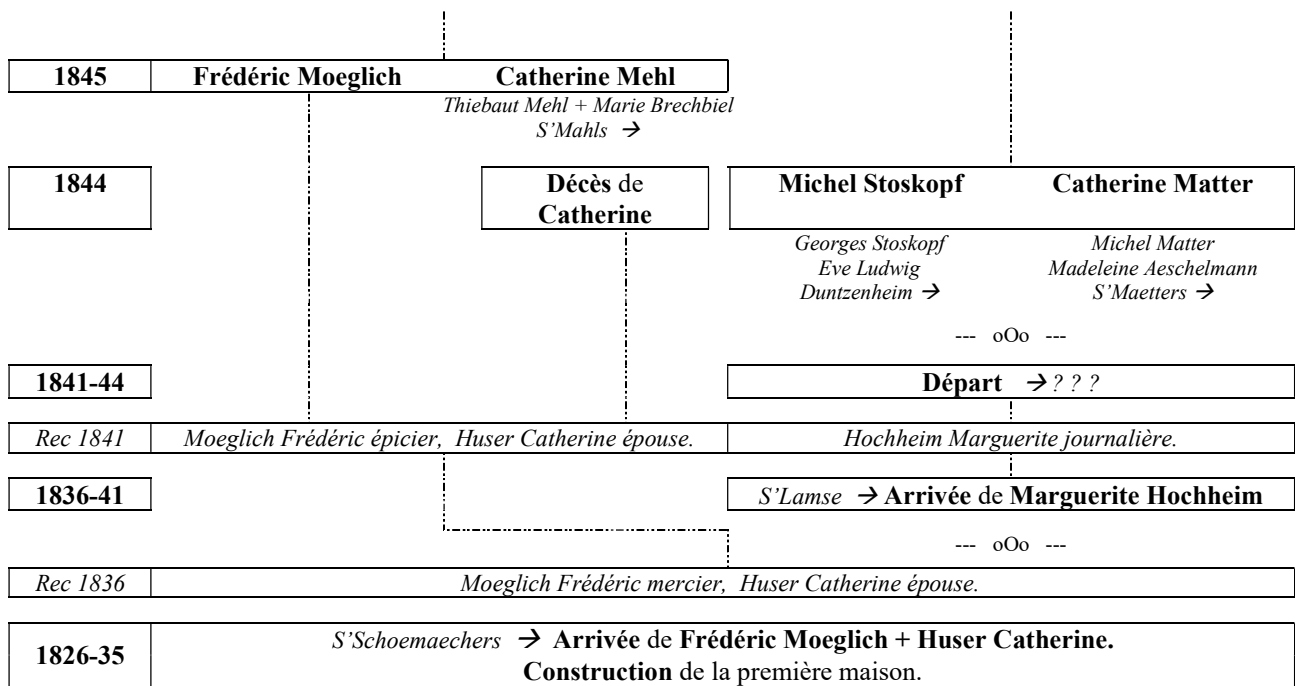 1845 Frédéric Moeglich Catherine Mehl
Thiebaut Mehl + Marie Brechbiel
S'Mahls →
1844 Décès de Catherine Michel Stoskopf Catherine Matter
Georges Stoskopf Michel Matter
Eve Ludwig Madeleine Aeschelmann
Duntzenheim → S'Maetters →
--- oOo ---
1841-44 Départ → ? ? ?
Rec 1841 Moeglich Frédéric épicier, Huser Catherine épouse. Hochheim Marguerite journalière.
1836-41 S'Lamse → Arrivée de Marguerite Hochheim
--- oOo ---
Rec 1836 Moeglich Frédéric mercier, Huser Catherine épouse.
1826-35 S'Schoemaechers → Arrivée de Frédéric Moeglich + Huser Catherine.
Construction de la première maison.